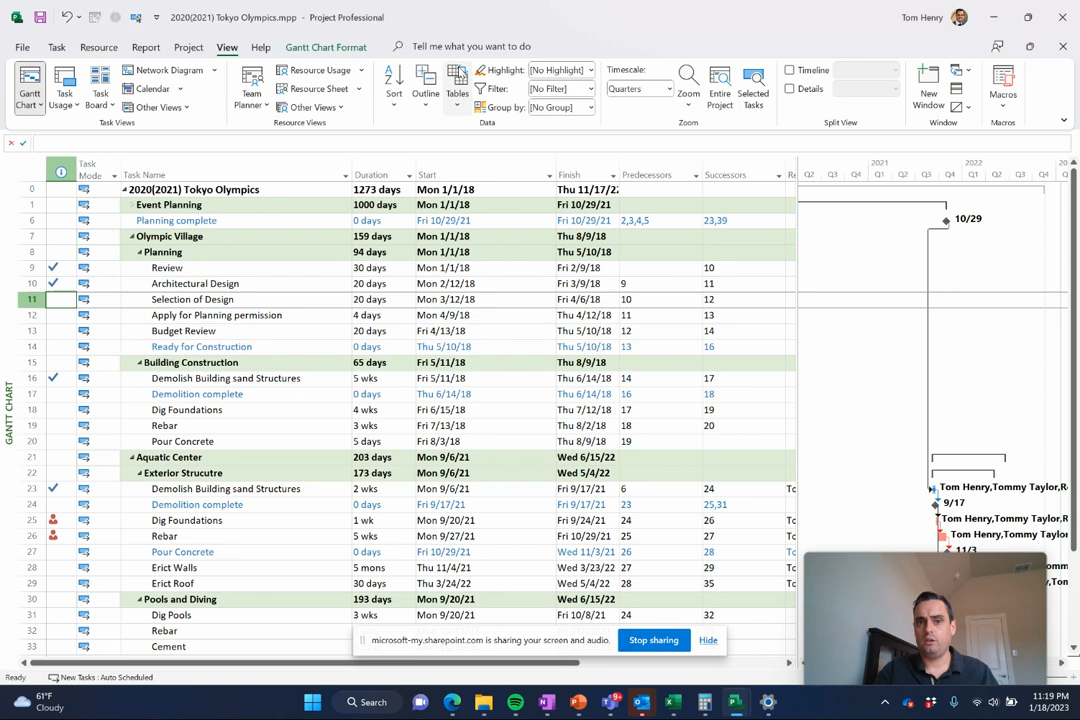 2020(2021) Tokyo Olympics.mpp - Project Professional
Tom Henry
File Task Resource Report Project View Help Gantt Chart Format Tell me what you want to do
Gantt Chart
Task Usage
Task Board
Network Diagram
Calendar
Other Views
Task Views
Team Planner
Resource Usage
Resource Sheet
Other Views
Resource Views
Sort
Outline
Tables
Highlight: [No Highlight]
Filter: [No Filter]
Group by: [No Group]
Data
Timescale:
Quarters
Zoom
Entire Project
Selected Tasks
Zoom
Timeline
Details
Split View
New Window
Window
Macros
Macros
Task Mode Task Name Duration Start Finish Predecessors Successors Re
2021 2022 20
Q2 Q3 Q4 Q1 Q2 Q3 Q4 Q1 Q2 Q3 Q4 Q1
0 2020(2021) Tokyo Olympics 1273 days Mon 1/1/18 Thu 11/17/22
1 Event Planning 1000 days Mon 1/1/18 Fri 10/29/21
6 Planning complete 0 days Fri 10/29/21 Fri 10/29/21 2,3,4,5 23,39 10/29
7 Olympic Village 159 days Mon 1/1/18 Thu 8/9/18
8 Planning 94 days Mon 1/1/18 Thu 5/10/18
9 Review 30 days Mon 1/1/18 Fri 2/9/18 10
10 Architectural Design 20 days Mon 2/12/18 Fri 3/9/18 9 11
11 Selection of Design 20 days Mon 3/12/18 Fri 4/6/18 10 12
12 Apply for Planning permission 4 days Mon 4/9/18 Thu 4/12/18 11 13
13 Budget Review 20 days Fri 4/13/18 Thu 5/10/18 12 14
14 Ready for Construction 0 days Thu 5/10/18 Thu 5/10/18 13 16
15 Building Construction 65 days Fri 5/11/18 Thu 8/9/18
16 Demolish Building sand Structures 5 wks Fri 5/11/18 Thu 6/14/18 14 17
17 Demolition complete 0 days Thu 6/14/18 Thu 6/14/18 16 18
18 Dig Foundations 4 wks Fri 6/15/18 Thu 7/12/18 17 19
19 Rebar 3 wks Fri 7/13/18 Thu 8/2/18 18 20
20 Pour Concrete 5 days Fri 8/3/18 Thu 8/9/18 19
21 Aquatic Center 203 days Mon 9/6/21 Wed 6/15/22
22 Exterior Strucutre 173 days Mon 9/6/21 Wed 5/4/22
23 Demolish Building sand Structures 2 wks Mon 9/6/21 Fri 9/17/21 6 24 To Tom Henry,Tommy Taylor,R
24 Demolition complete 0 days Fri 9/17/21 Fri 9/17/21 23 25,31 9/17
25 Dig Foundations 1 wk Mon 9/20/21 Fri 9/24/21 24 26 To Tom Henry,Tommy Taylor,
26 Rebar 5 wks Mon 9/27/21 Fri 10/29/21 25 27 To Tom Henry,Tommy
27 Pour Concrete 0 days Fri 10/29/21 Wed 11/3/21 26 28 11/3
28 Erict Walls 5 mons Thu 11/4/21 Wed 3/23/22 27 29 To
29 Erict Roof 30 days Thu 3/24/22 Wed 5/4/22 28 35 To
30 Pools and Diving 193 days Mon 9/20/21 Wed 6/15/22
31 Dig Pools 3 wks Mon 9/20/21 Fri 10/8/21 24 32
32 Rebar
33 Cement
GANTT CHART
microsoft-my.sharepoint.com is sharing your screen and audio. Stop sharing Hide
Ready New Tasks : Auto Scheduled
61°F
Cloudy
Search
9+
11:19 PM
1/18/2023